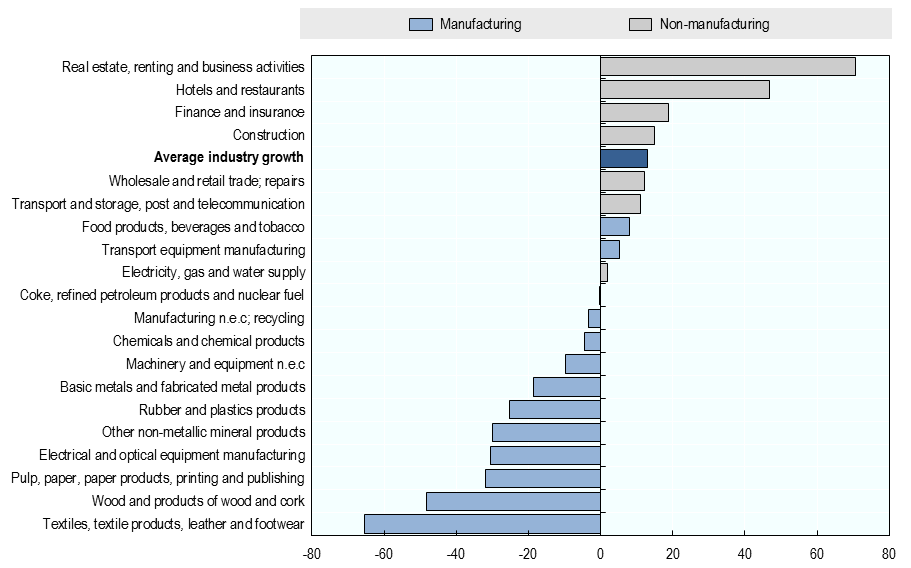 Manufacturing
Non-manufacturing
Real estate, renting and business activities
Hotels and restaurants
Finance and insurance
Construction
Average industry growth
Wholesale and retail trade; repairs
Transport and storage, post and telecommunication
Food products, beverages and tobacco
Transport equipment manufacturing
Electricity, gas and water supply
Coke, refined petroleum products and nuclear fuel
Manufacturing n.e.c; recycling
Chemicals and chemical products
Machinery and equipment n.e.c
Basic metals and fabricated metal products
Rubber and plastics products
Other non-metallic mineral products
Electrical and optical equipment manufacturing
Pulp, paper, paper products, printing and publishing
Wood and products of wood and cork
Textiles, textile products, leather and footwear
-80 -60 -40 -20 0 20 40 60 80